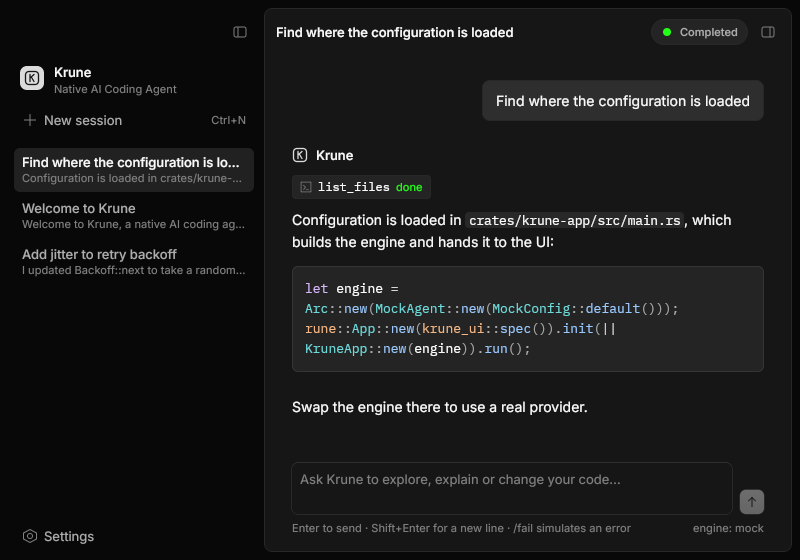 Find where the configuration is loaded
Completed
K
Krune
Native AI Coding Agent
New session
Ctrl+N
Find where the configuration is lo...
Configuration is loaded in crates/krune-...
Welcome to Krune
Welcome to Krune, a native AI coding ag...
Add jitter to retry backoff
I updated Backoff::next to take a random...
Settings
Find where the configuration is loaded
K
Krune
list_files done
Configuration is loaded in crates/krune-app/src/main.rs, which
builds the engine and hands it to the UI:
let engine =
Arc::new(MockAgent::new(MockConfig::default()));
rune::App::new(krune_ui::spec()).init(||
KruneApp::new(engine)).run();
Swap the engine there to use a real provider.
Ask Krune to explore, explain or change your code...
Enter to send · Shift+Enter for a new line · /fail simulates an error
engine: mock